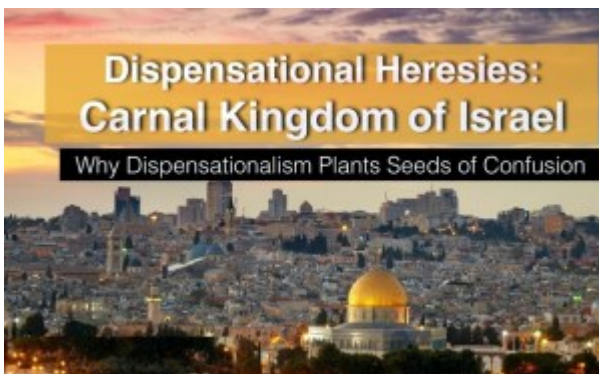 Dispensational Heresies:
Carnal Kingdom of Israel
Why Dispensationalism Plants Seeds of Confusion